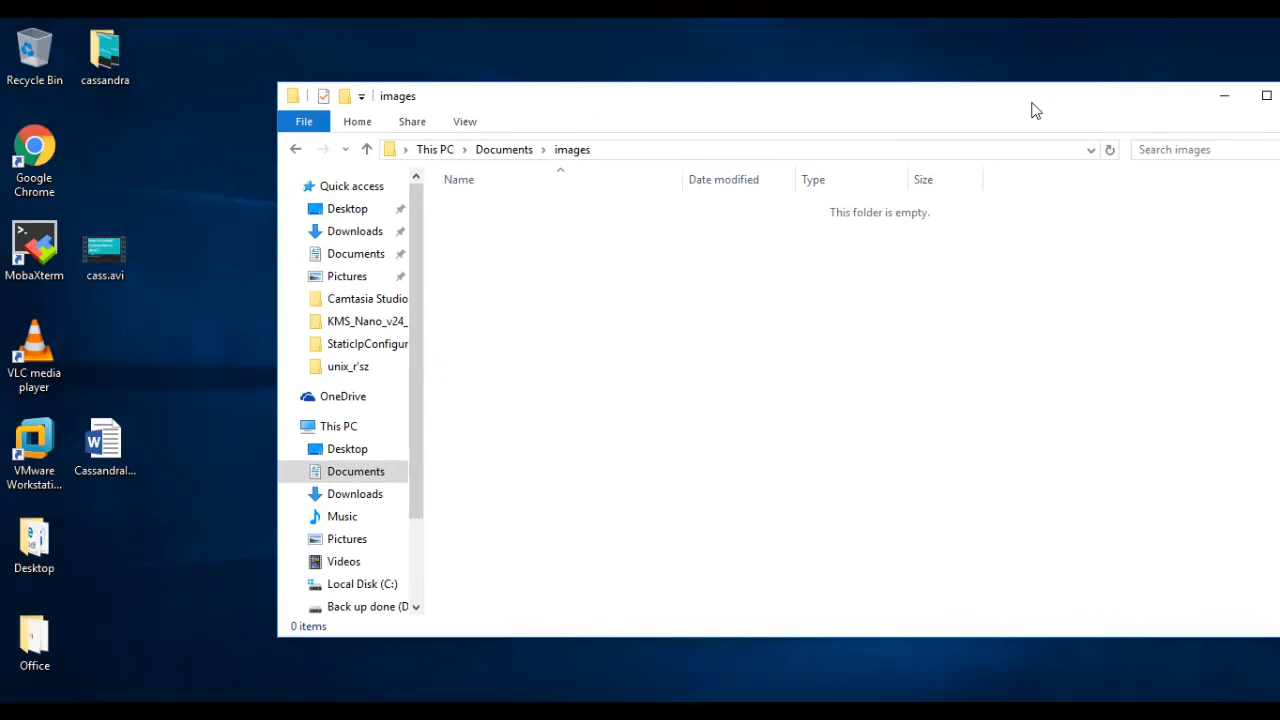 Recycle Bin
cassandra
Google
Chrome
MobaXterm
cass.avi
VLC media
player
VMware
Workstati...
Cassandral...
Desktop
Office
images
File
Home
Share
View
This PC
Documents
images
Search images
Name
Date modified
Type
Size
This folder is empty.
Quick access
Desktop
Downloads
Documents
Pictures
Camtasia Studio
KMS_Nano_v24_
StaticIpConfigur
unix_r'sz
OneDrive
This PC
Desktop
Documents
Downloads
Music
Pictures
Videos
Local Disk (C:)
Back up done (D
0 items